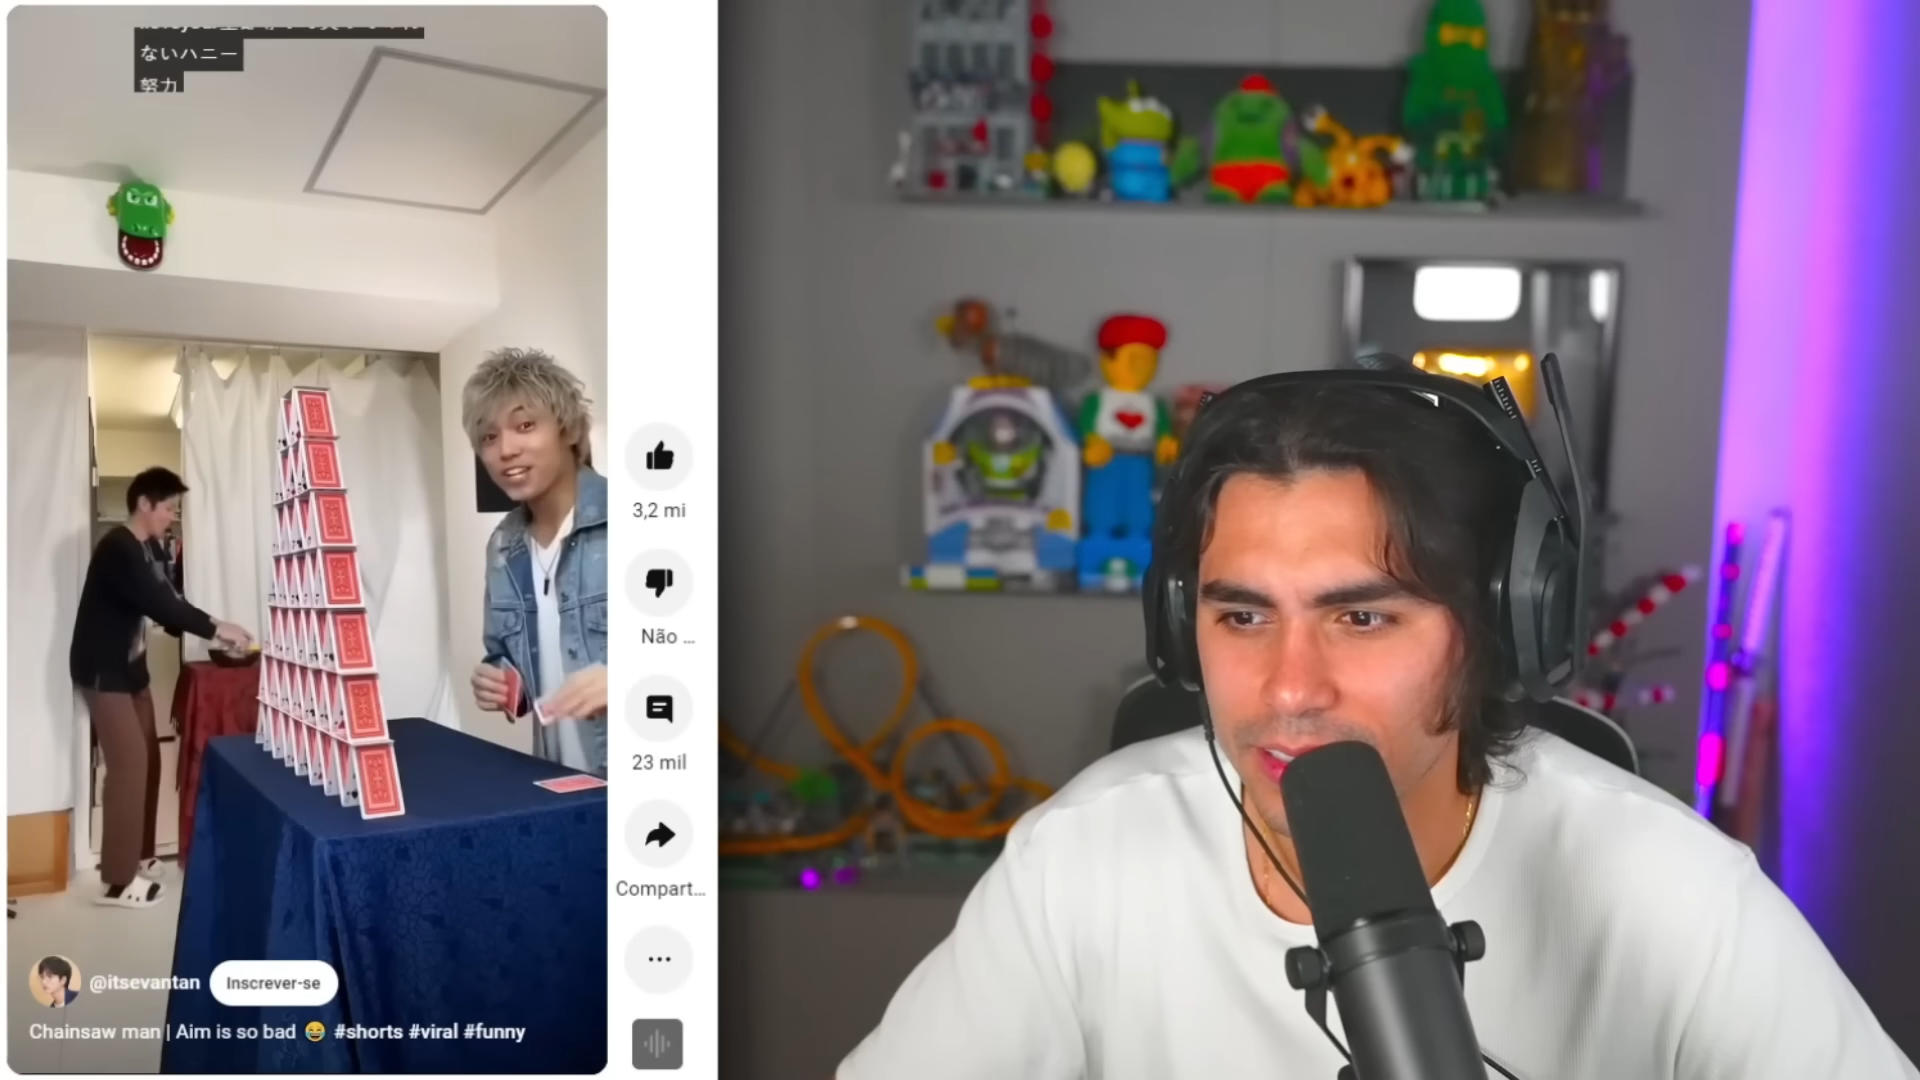 ないハニー
努力
3,2 mi
Não ...
23 mil
Compart...
@itsevantan
Inscrever-se
Chainsaw man | Aim is so bad 😂 #shorts #viral #funny